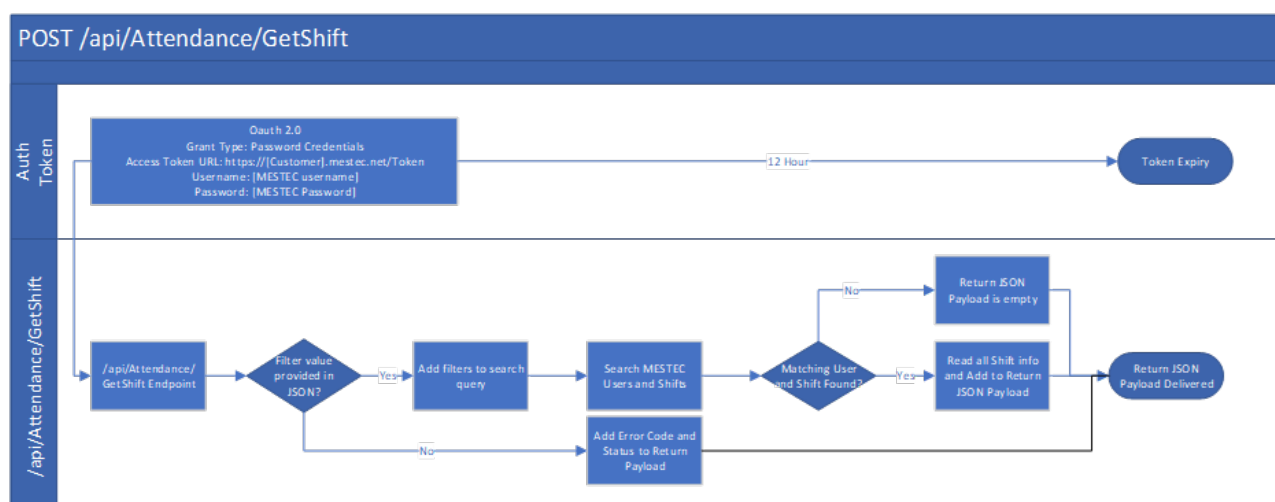 POST /api/Attendance/GetShift
Auth
Token
Oauth 2.0
Grant Type: Password Credentials
Access Token URL: https://[Customer].mestec.net/Token
Username: [MESTEC username]
Password: [MESTEC Password]
12 Hour
Token Expiry
/api/Attendance/GetShift
/api/Attendance/
GetShift Endpoint
Filter value
provided in
JSON?
Yes
Add filters to search
query
Search MESTEC
Users and Shifts
Matching User
and Shift Found?
No
Return JSON
Payload is empty
Yes
Read all Shift info
and Add to Return
JSON Payload
Return JSON
Payload Delivered
No
Add Error Code and
Status to Return
Payload